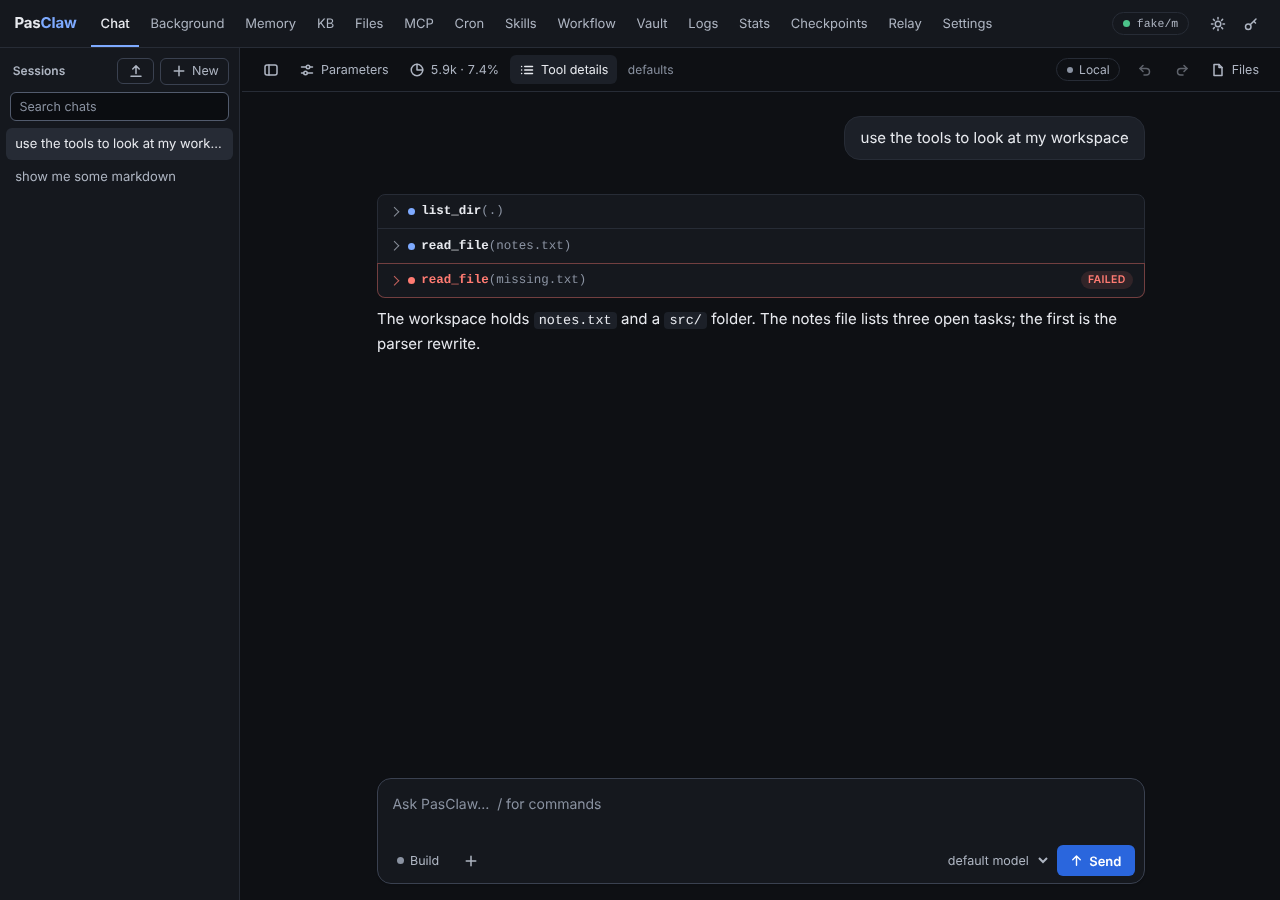 PasClaw Chat Background Memory KB Files MCP Cron Skills Workflow Vault Logs Stats Checkpoints Relay Settings fake/m
Sessions New
Search chats
use the tools to look at my work...
show me some markdown
Parameters 5.9k · 7.4% Tool details defaults Local Files
use the tools to look at my workspace
list_dir(.)
read_file(notes.txt)
read_file(missing.txt) FAILED
The workspace holds notes.txt and a src/ folder. The notes file lists three open tasks; the first is the
parser rewrite.
Ask PasClaw... / for commands
Build default model Send